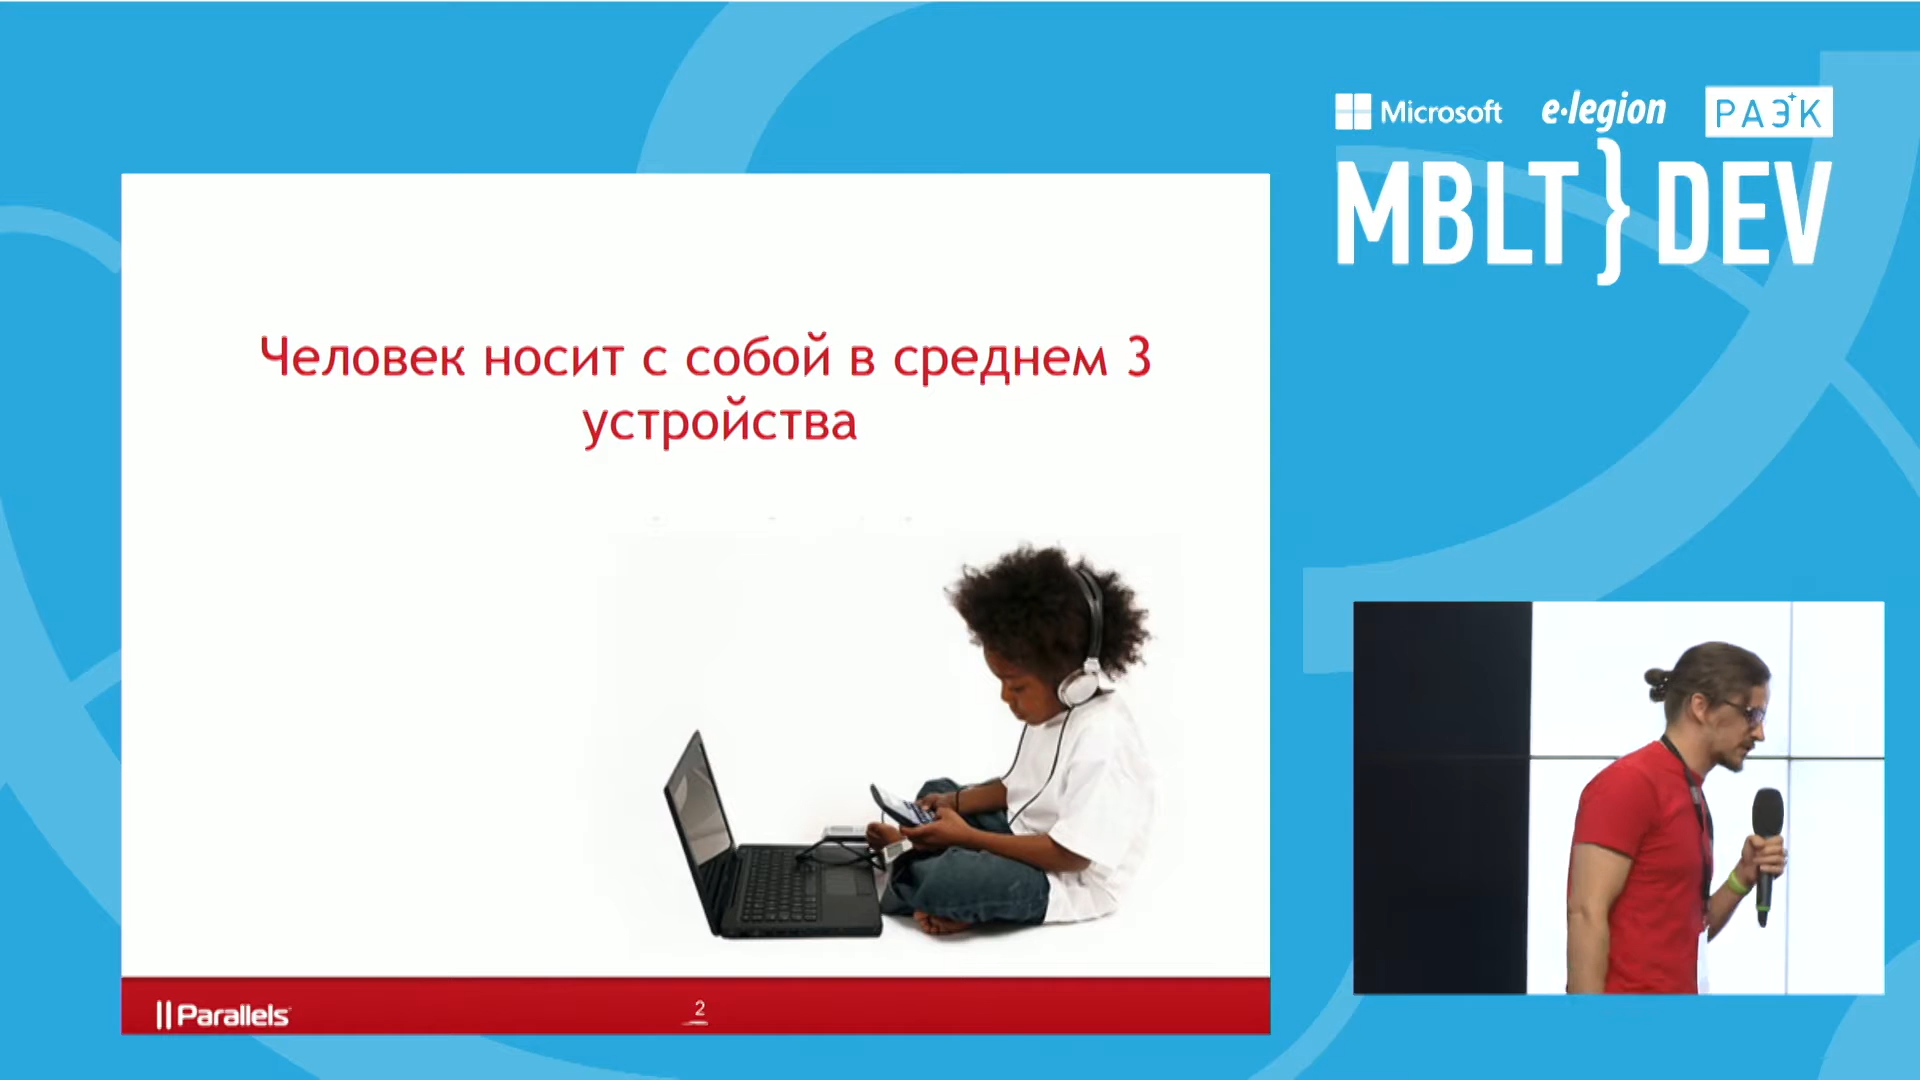 Microsoft e·legion РАЭК
MBLT}DEV
Человек носит с собой в среднем 3
устройства
Parallels
2